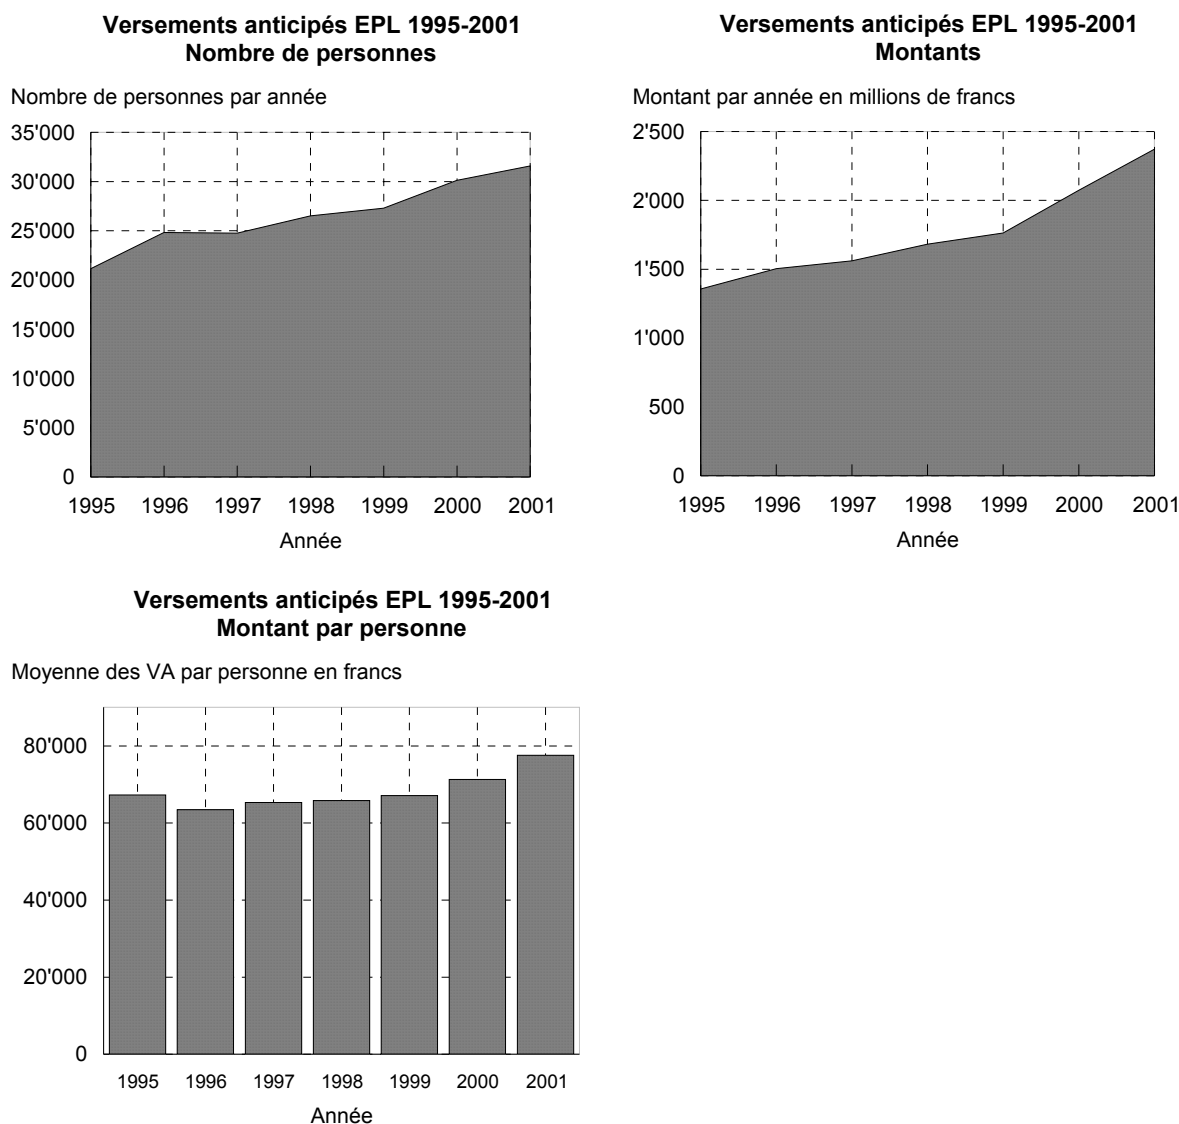 Versements anticipés EPL 1995-2001
Nombre de personnes
Nombre de personnes par année
35'000
30'000
25'000
20'000
15'000
10'000
5'000
0
1995 1996 1997 1998 1999 2000 2001
Année
Versements anticipés EPL 1995-2001
Montants
Montant par année en millions de francs
2'500
2'000
1'500
1'000
500
0
1995 1996 1997 1998 1999 2000 2001
Année
Versements anticipés EPL 1995-2001
Montant par personne
Moyenne des VA par personne en francs
80'000
60'000
40'000
20'000
0
1995 1996 1997 1998 1999 2000 2001
Année